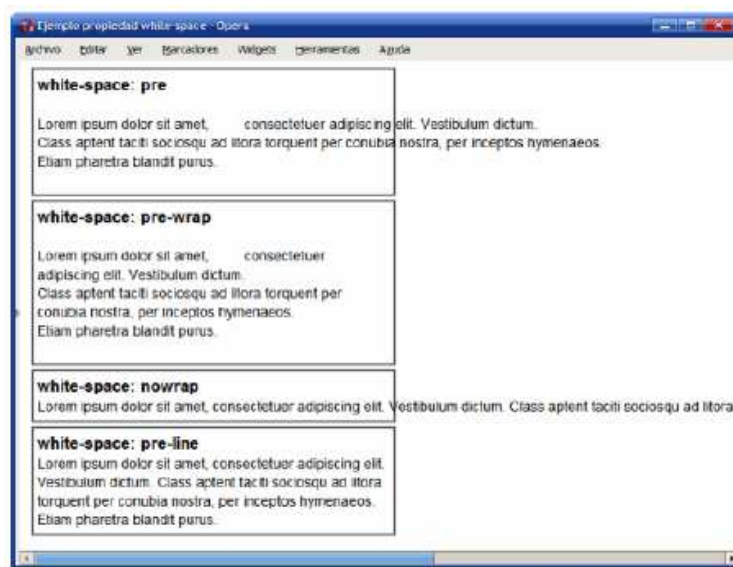 Ejemplo propiedad white-space - Opera
Archivo Editar Ver Marcadores Widgets Herramientas Ayuda
white-space: pre
Lorem ipsum dolor sit amet, consectetuer adipiscing elit. Vestibulum dictum.
Class aptent taciti sociosqu ad litora torquent per conubia nostra, per inceptos hymenaeos.
Etiam pharetra blandit purus.
white-space: pre-wrap
Lorem ipsum dolor sit amet, consectetuer
adipiscing elit. Vestibulum dictum.
Class aptent taciti sociosqu ad litora torquent per
conubia nostra, per inceptos hymenaeos.
Etiam pharetra blandit purus.
white-space: nowrap
Lorem ipsum dolor sit amet, consectetuer adipiscing elit. Vestibulum dictum. Class aptent taciti sociosqu ad litora
white-space: pre-line
Lorem ipsum dolor sit amet, consectetuer adipiscing elit.
Vestibulum dictum. Class aptent taciti sociosqu ad litora
torquent per conubia nostra, per inceptos hymenaeos.
Etiam pharetra blandit purus.